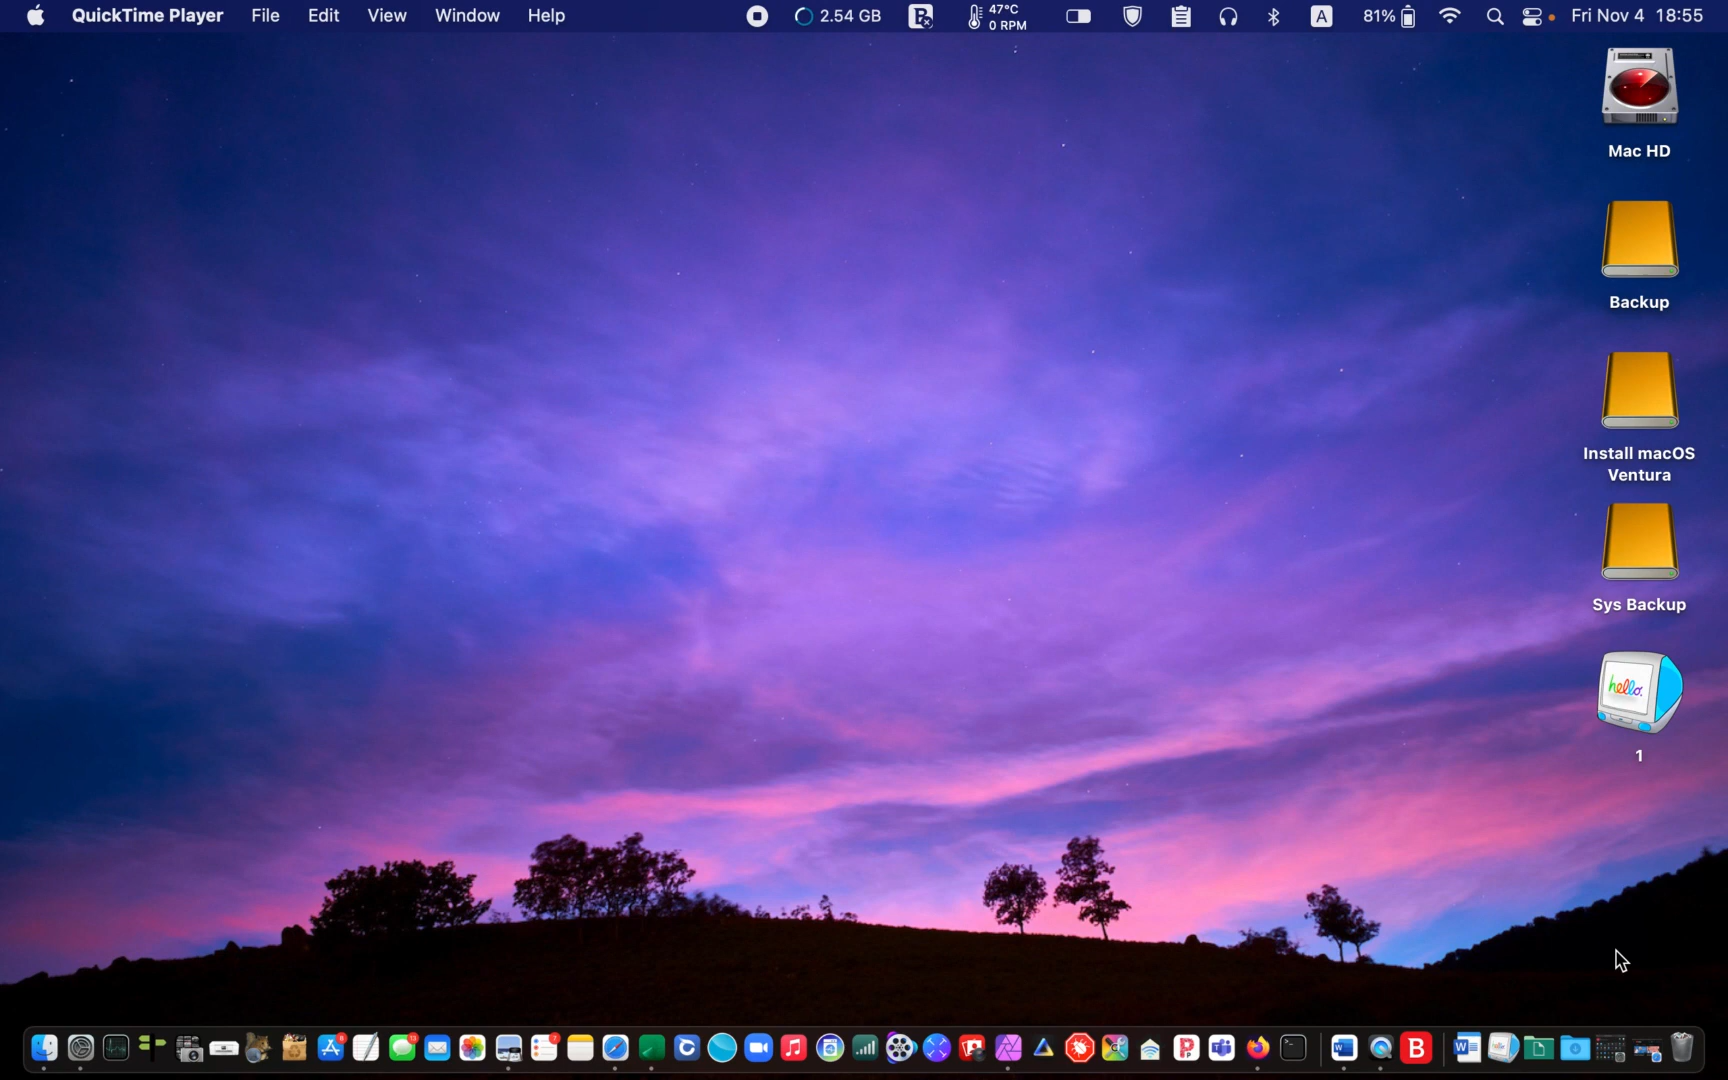 QuickTime Player File Edit View Window Help 2.54 GB 47°C 0 RPM A 81% Fri Nov 4 18:55
Mac HD
Backup
Install macOS
Ventura
Sys Backup
hello.
1
B